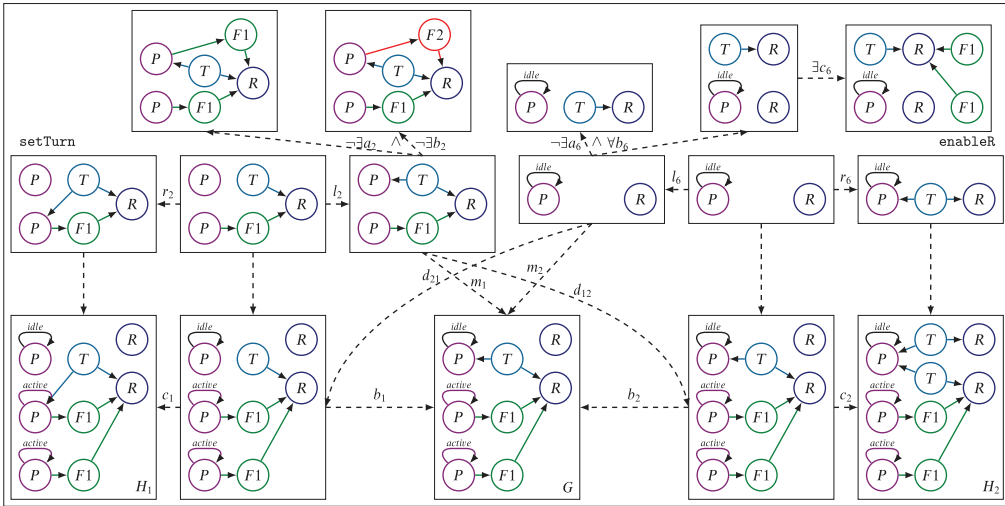 F1 F2 idle T R T R F1
P T R P T R P T R P P R F1
P F1 P F1
∃c₆
¬∃a₂ ∧ ¬∃b₂ ¬∃a₆ ∧ ∀b₆
setTurn enableR
P T R r₂ P T R l₂ P T R idle P R l₆ idle P R r₆ idle P T R
P F1 P F1 P F1
d₂₁ m₁ m₂ d₁₂
idle P T R idle P T R idle P T R idle P T R idle P T R
active P F1 R c₁ active P F1 R b₁ active P F1 R b₂ active P F1 R c₂ active P F1 T R
active P F1 active P F1 active P F1 active P F1 active P F1
H₁ G H₂